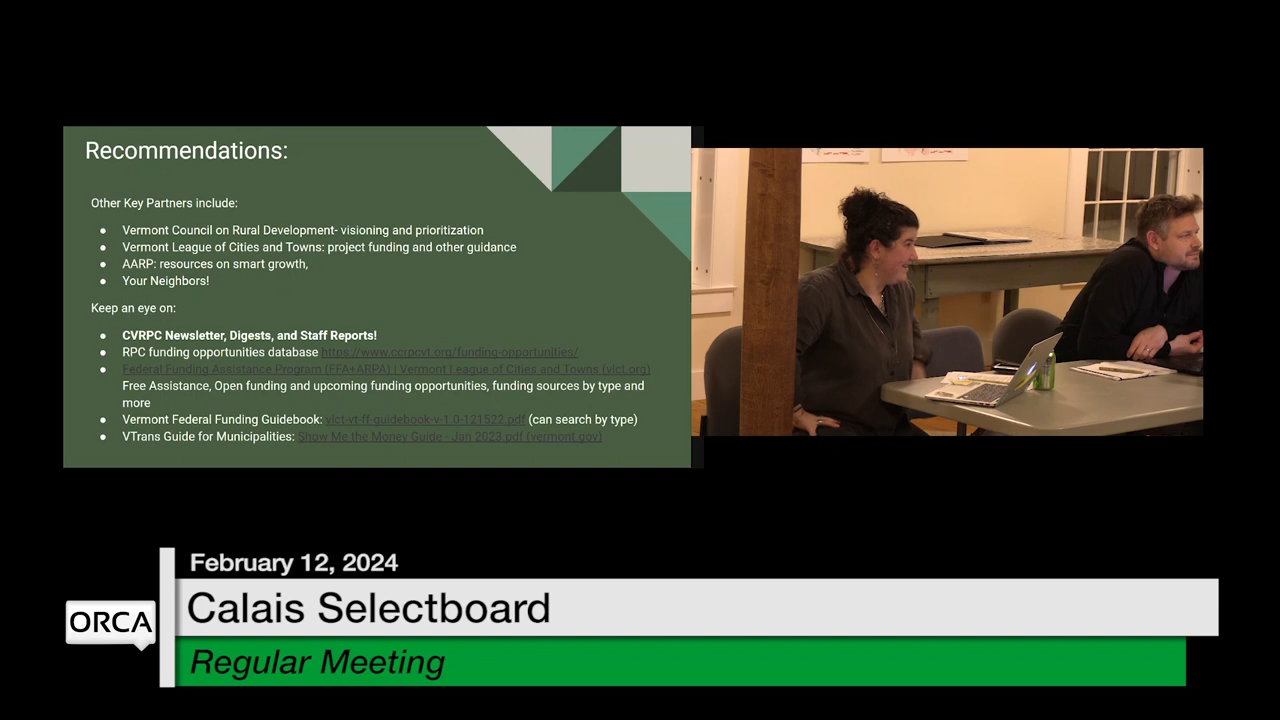 Recommendations:
Other Key Partners include:
● Vermont Council on Rural Development- visioning and prioritization
● Vermont League of Cities and Towns: project funding and other guidance
● AARP: resources on smart growth,
● Your Neighbors!
Keep an eye on:
● CVRPC Newsletter, Digests, and Staff Reports!
● RPC funding opportunities database https://www.ccrpcvt.org/funding-opportunities/
● Federal Funding Assistance Program (FFA+ARPA) | Vermont League of Cities and Towns (vlct.org)
Free Assistance, Open funding and upcoming funding opportunities, funding sources by type and
more
● Vermont Federal Funding Guidebook: vlct-vt-ff-guidebook-v-1.0-121522.pdf (can search by type)
● VTrans Guide for Municipalities: Show Me the Money Guide - Jan 2023.pdf (vermont.gov)
February 12, 2024
ORCA
Calais Selectboard
Regular Meeting